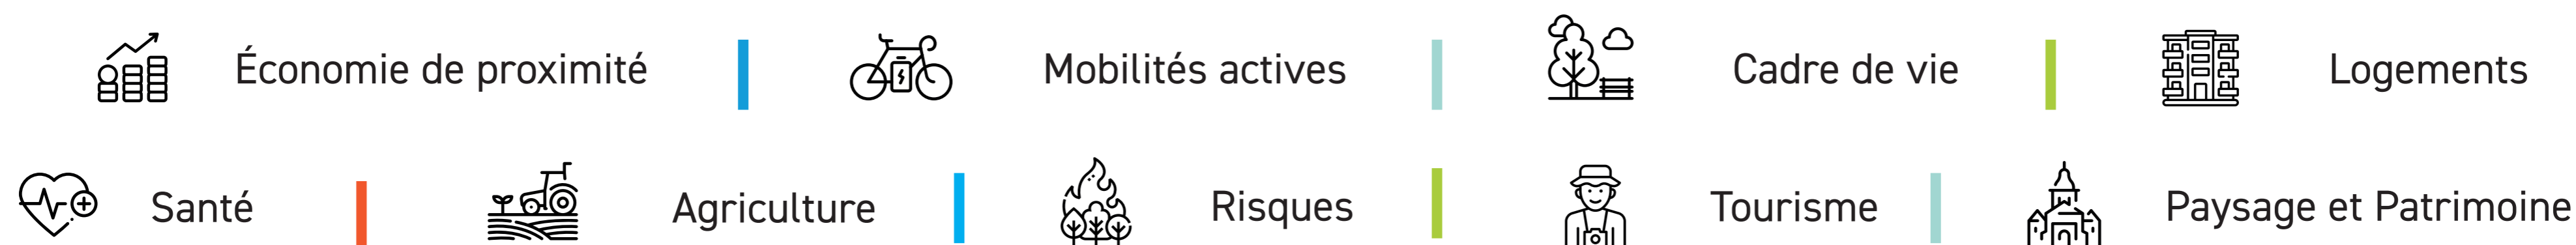 Économie de proximité Mobilités actives Cadre de vie Logements
Santé Agriculture Risques Tourisme Paysage et Patrimoine